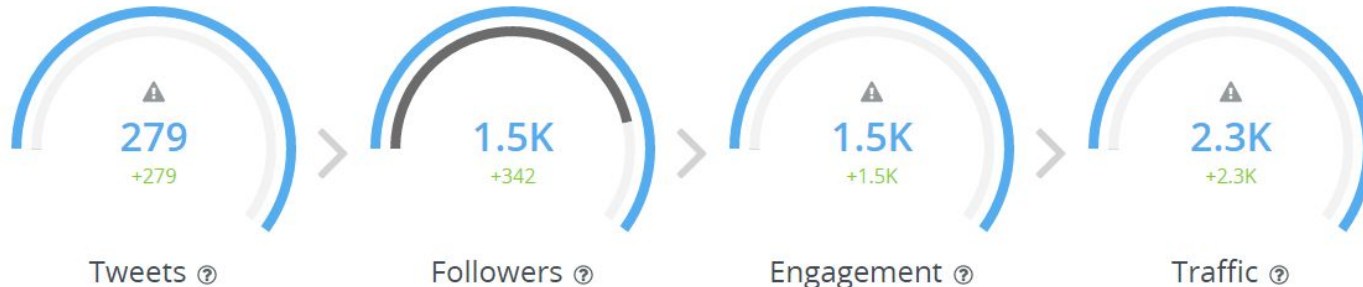 279 1.5K 1.5K 2.3K
+279 +342 +1.5K +2.3K
Tweets Followers Engagement Traffic